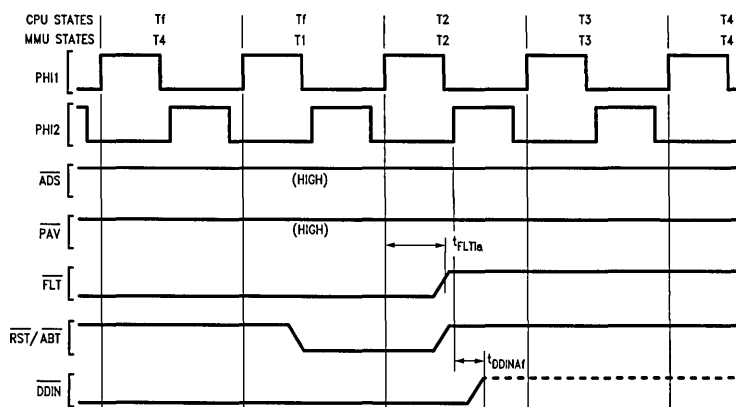 CPU STATES Tf Tf T2 T3 T4
MMU STATES T4 T1 T2 T3 T4
PHI1
PHI2
ADS (HIGH)
PAV (HIGH)
tFLTIa
FLT
RST/ABT
tDDINAf
DDIN